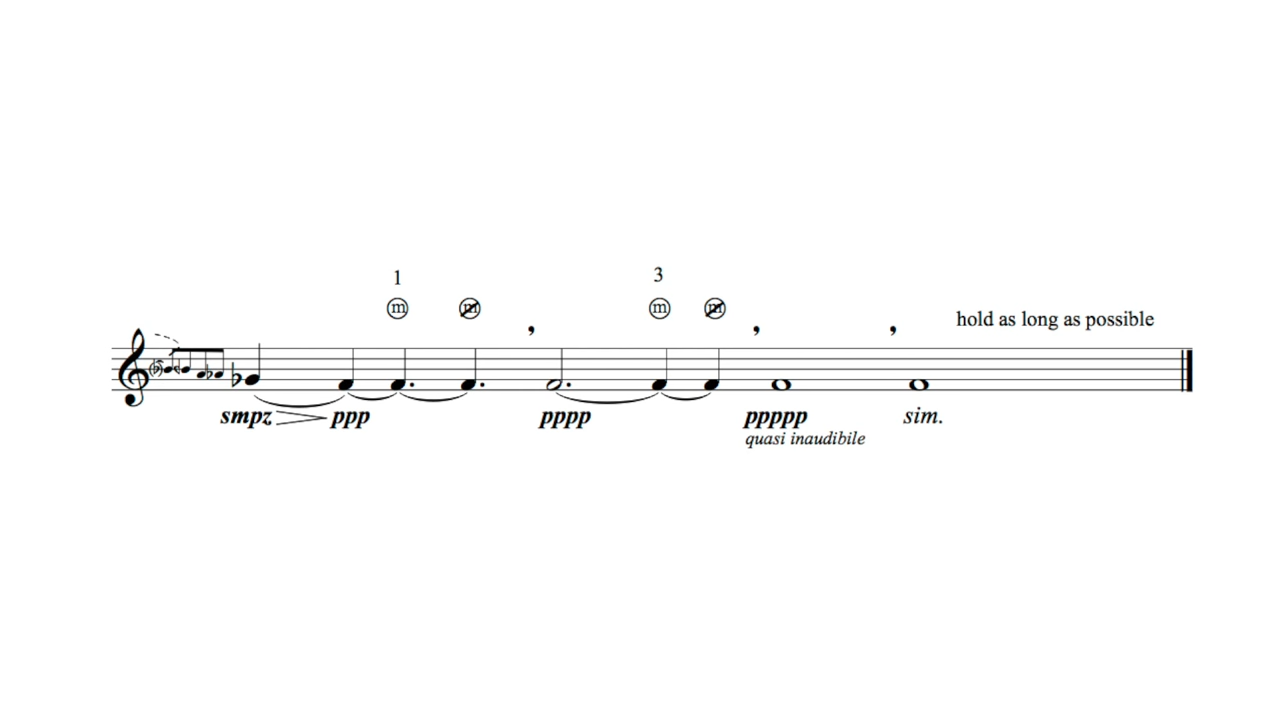 1 3
m m m m
hold as long as possible
smpz ppp pppp ppppp sim.
quasi inaudibile